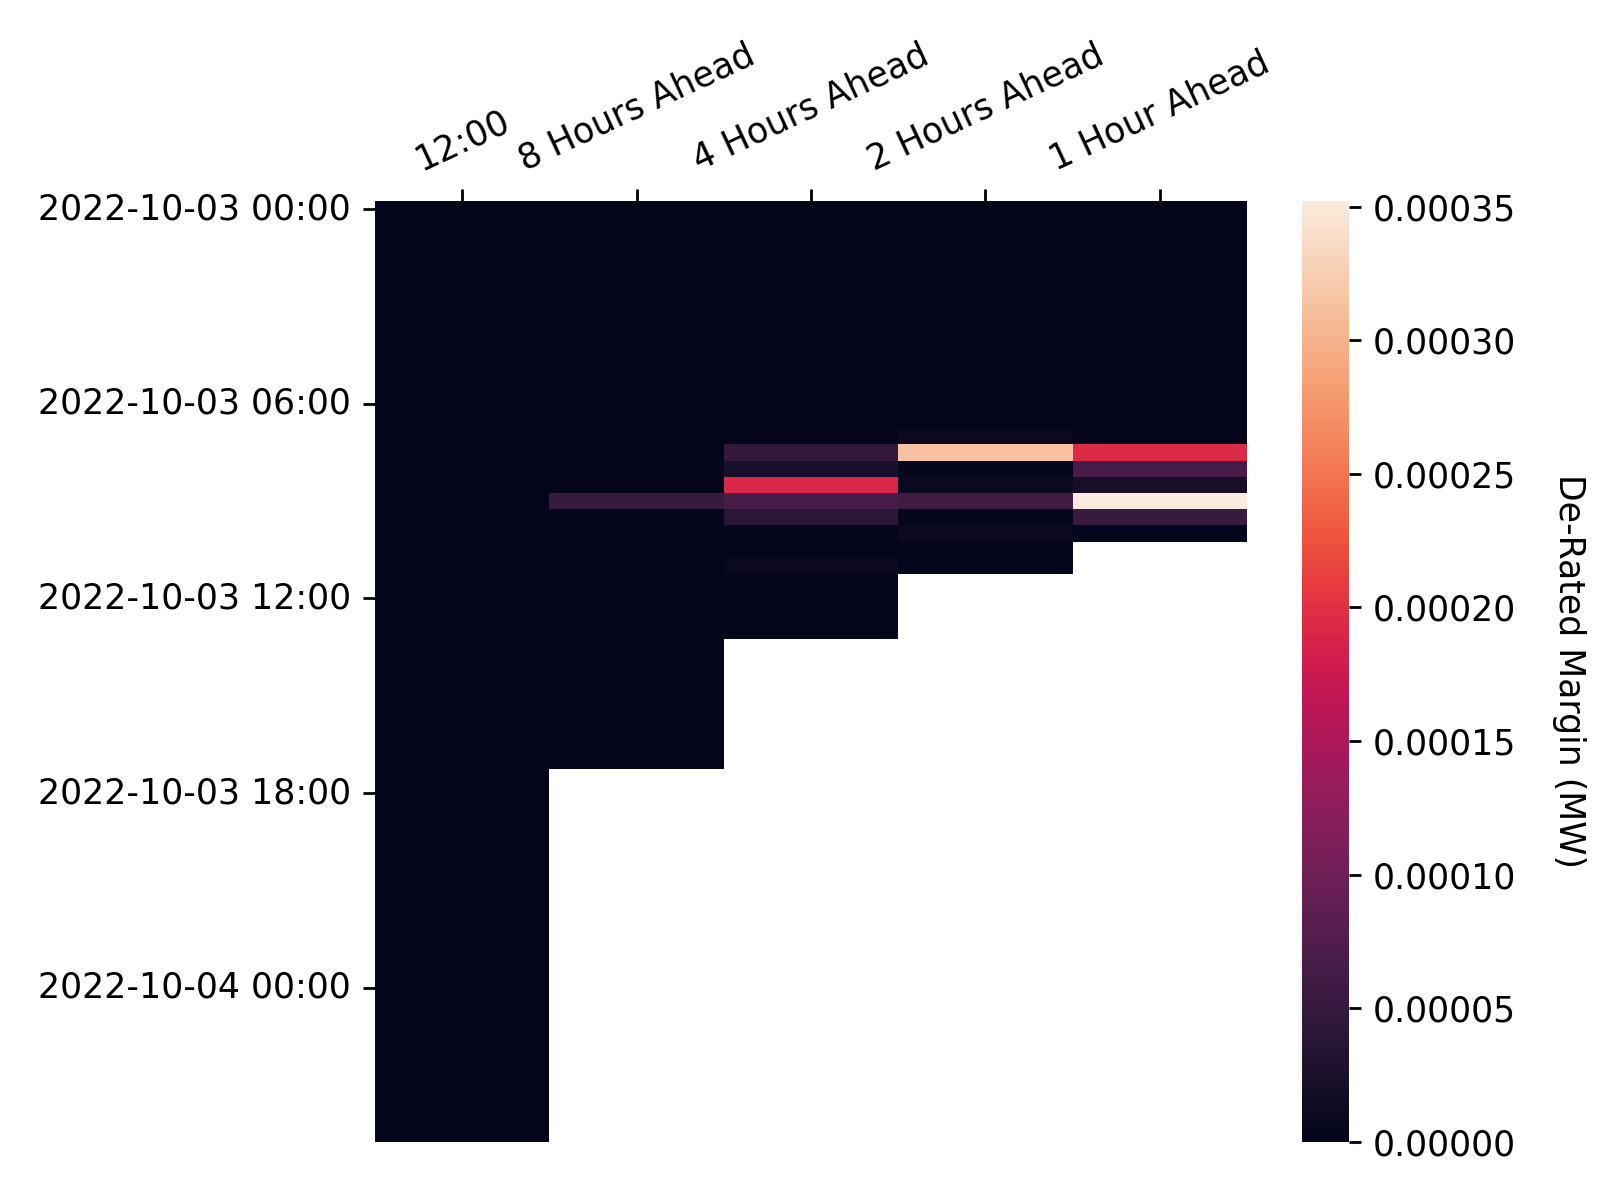 12:00
8 Hours Ahead
4 Hours Ahead
2 Hours Ahead
1 Hour Ahead
2022-10-03 00:00
2022-10-03 06:00
2022-10-03 12:00
2022-10-03 18:00
2022-10-04 00:00
0.00035
0.00030
0.00025
0.00020
0.00015
0.00010
0.00005
0.00000
De-Rated Margin (MW)